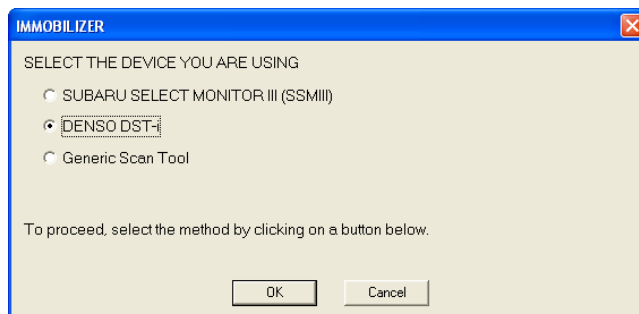 IMMOBILIZER
SELECT THE DEVICE YOU ARE USING
SUBARU SELECT MONITOR III (SSMIII)
DENSO DST-i
Generic Scan Tool
To proceed, select the method by clicking on a button below.
OK Cancel